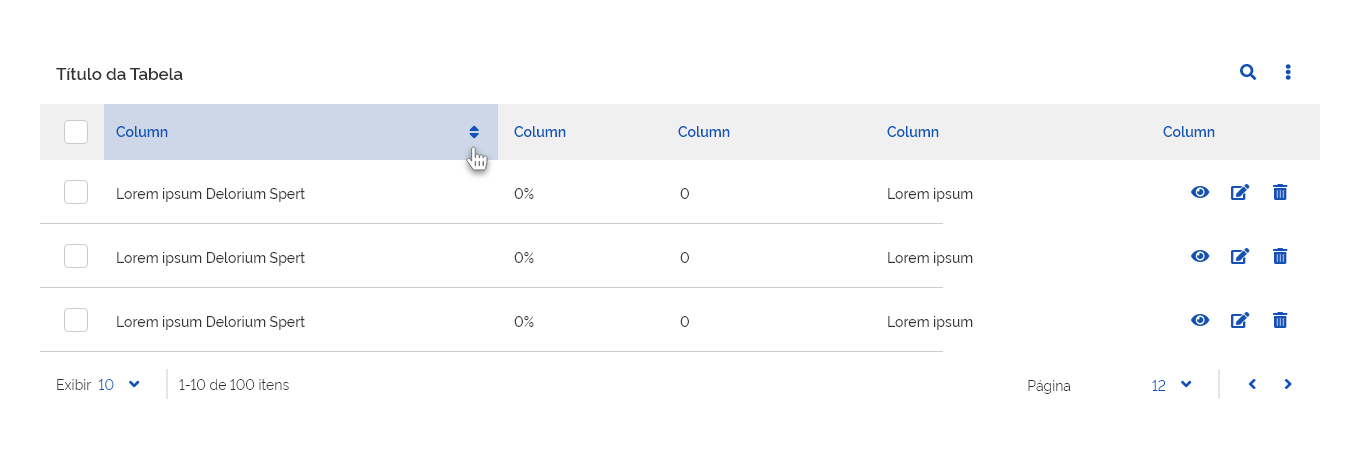 Título da Tabela
Column Column Column Column Column
Lorem ipsum Delorium Spert 0% 0 Lorem ipsum
Lorem ipsum Delorium Spert 0% 0 Lorem ipsum
Lorem ipsum Delorium Spert 0% 0 Lorem ipsum
Exibir 10 1-10 de 100 itens Página 12